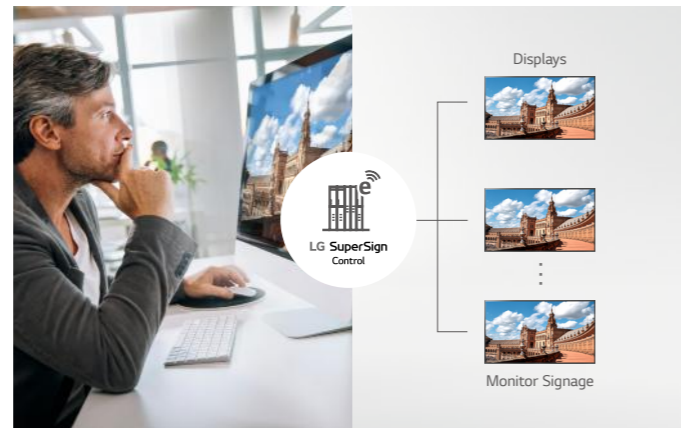 Displays
e
LG SuperSign
Control
Monitor Signage